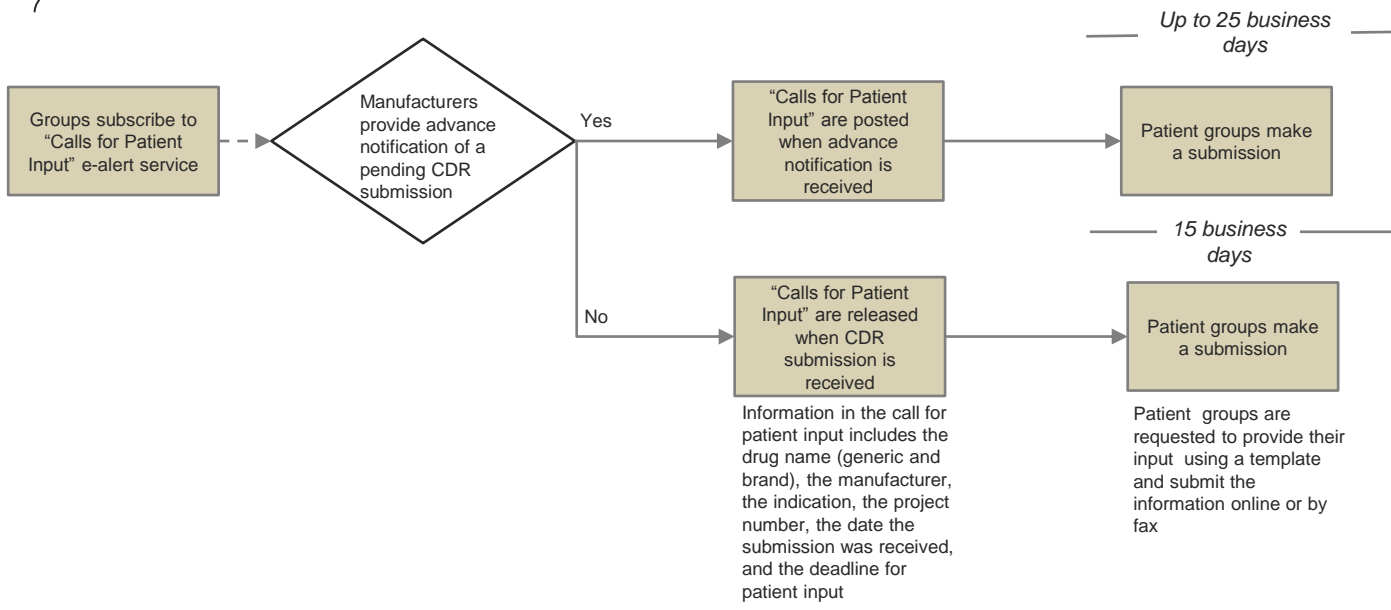 Up to 25 business
days
Groups subscribe to
“Calls for Patient
Input” e-alert service
Manufacturers
provide advance
notification of a
pending CDR
submission
Yes
“Calls for Patient
Input” are posted
when advance
notification is
received
Patient groups make
a submission
15 business
days
No
“Calls for Patient
Input” are released
when CDR
submission is
received
Patient groups make
a submission
Information in the call for
patient input includes the
drug name (generic and
brand), the manufacturer,
the indication, the project
number, the date the
submission was received,
and the deadline for
patient input
Patient groups are
requested to provide their
input using a template
and submit the
information online or by
fax